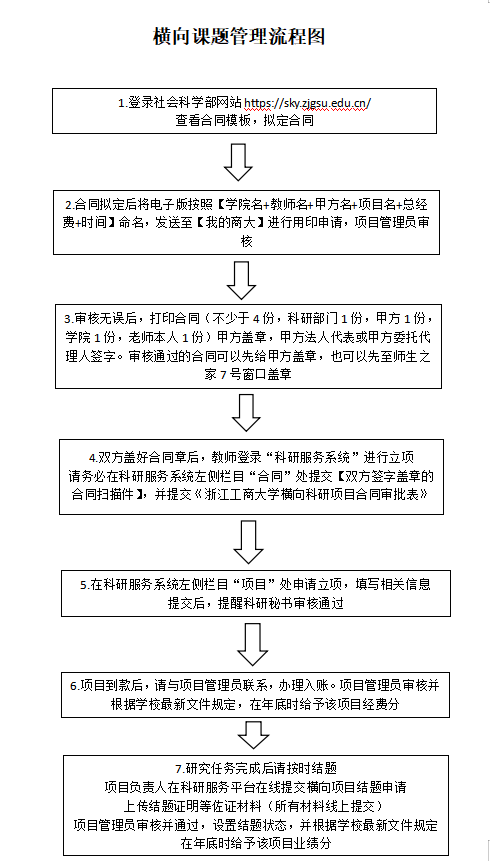 横向课题管理流程图
1.登录社会科学部网站 https://sky.zjgsu.edu.cn/
查看合同模板，拟定合同
2.合同拟定后将电子版按照【学院名+教师名+甲方名+项目名+总经
费+时间】命名，发送至【我的商大】进行用印申请，项目管理员审
核
3.审核无误后，打印合同（不少于 4 份，科研部门 1 份，甲方 1 份，
学院 1 份，老师本人 1 份）甲方盖章，甲方法人代表或甲方委托代
理人签字。审核通过的合同可以先给甲方盖章，也可以先至师生之
家 7 号窗口盖章
4.双方盖好合同章后，教师登录“科研服务系统”进行立项
请务必在科研服务系统左侧栏目“合同”处提交【双方签字盖章的
合同扫描件】，并提交《浙江工商大学横向科研项目合同审批表》
5.在科研服务系统左侧栏目“项目”处申请立项，填写相关信息
提交后，提醒科研秘书审核通过
6.项目到款后，请与项目管理员联系，办理入账。项目管理员审核并
根据学校最新文件规定，在年底时给予该项目经费分
7.研究任务完成后请按时结题
项目负责人在科研服务平台在线提交横向项目结题申请
上传结题证明等佐证材料（所有材料线上提交）
项目管理员审核并通过，设置结题状态，并根据学校最新文件规定
在年底时给予该项目业绩分